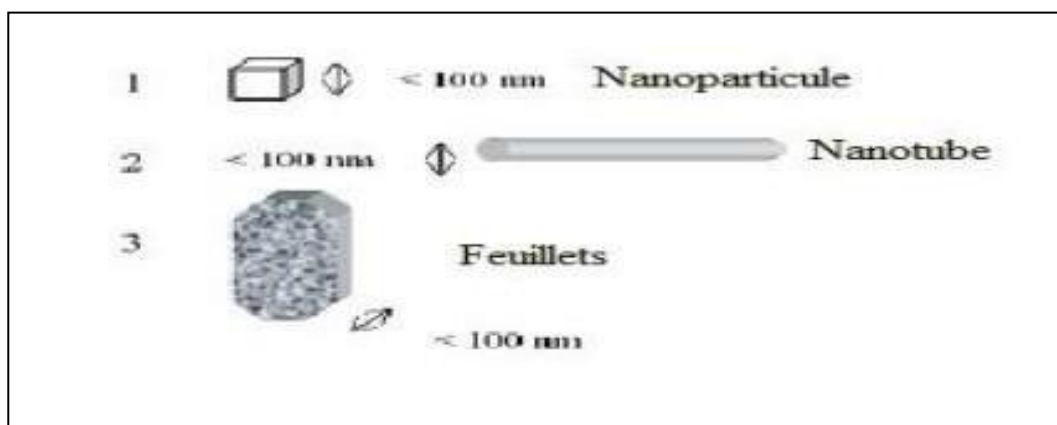 1 < 100 nm Nanoparticule
2 < 100 nm Nanotube
3 Feuillets
< 100 nm